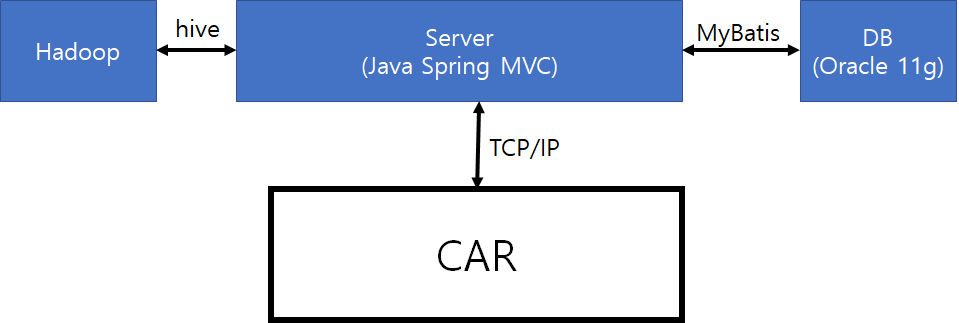 Hadoop
hive
Server
(Java Spring MVC)
MyBatis
DB
(Oracle 11g)
TCP/IP
CAR